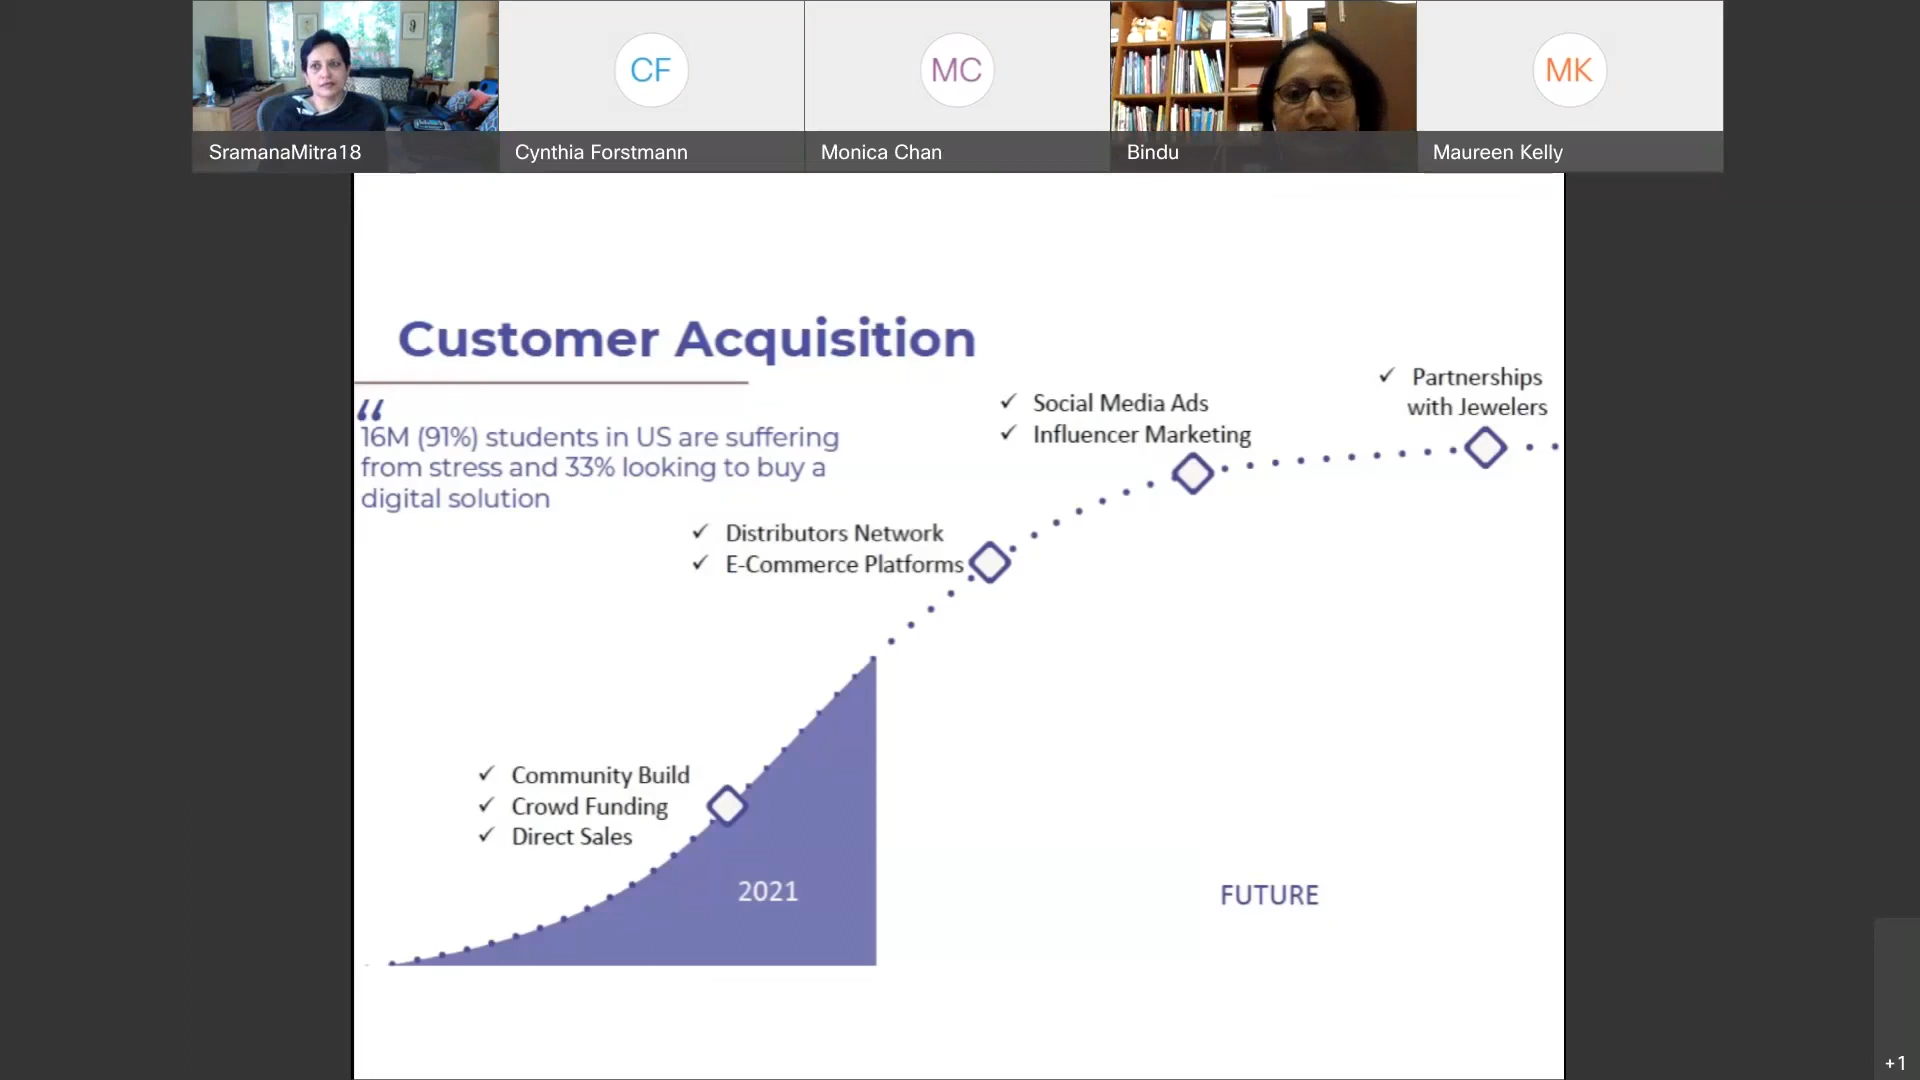 CF
MC
MK
SramanaMitra18
Cynthia Forstmann
Monica Chan
Bindu
Maureen Kelly
Customer Acquisition
“
16M (91%) students in US are suffering
from stress and 33% looking to buy a
digital solution
✓ Partnerships
with Jewelers
✓ Social Media Ads
✓ Influencer Marketing
✓ Distributors Network
✓ E-Commerce Platforms
✓ Community Build
✓ Crowd Funding
✓ Direct Sales
2021
FUTURE
+1